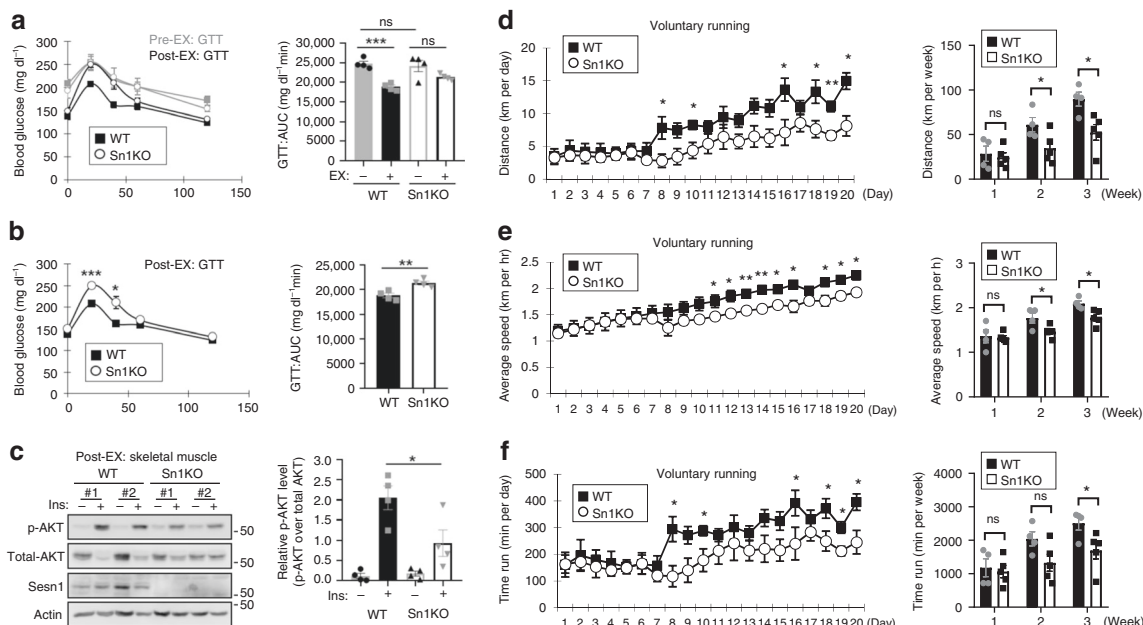 a
Pre-EX: GTT
Post-EX: GTT
Blood glucose (mg dl⁻¹)
300
250
200
150
100
50
0
0 50 100 150
WT
Sn1KO
GTT:AUC (mg dl⁻¹min)
30,000
25,000
20,000
15,000
10,000
5000
0
ns
*** ns
EX: – + – +
WT Sn1KO
b
Post-EX: GTT
Blood glucose (mg dl⁻¹)
300
250
200
150
100
50
0
0 50 100 150
***
*
WT
Sn1KO
GTT:AUC (mg dl⁻¹min)
25,000
20,000
15,000
10,000
5000
0
**
WT Sn1KO
c
Post-EX: skeletal muscle
WT Sn1KO
#1 #2 #1 #2
Ins: – + – + – + – +
p-AKT
50
Total-AKT
50
Sesn1
50
Actin
Relative p-AKT level
(p-AKT over total AKT)
3.0
2.5
2.0
1.5
1.0
0.5
0.0
*
Ins: – + – +
WT Sn1KO
d
Voluntary running
WT
Sn1KO
Distance (km per day)
20
15
10
5
0
* * * * ** *
1 2 3 4 5 6 7 8 9 10 11 12 13 14 15 16 17 18 19 20 (Day)
Distance (km per week)
150
100
50
0
WT
Sn1KO
ns * *
1 2 3 (Week)
e
Voluntary running
WT
Sn1KO
Average speed (km per hr)
2.5
2
1.5
1
0.5
0
* * ** ** * * * * *
1 2 3 4 5 6 7 8 9 10 11 12 13 14 15 16 17 18 19 20 (Day)
Average speed (km per h)
3
2
1
0
WT
Sn1KO
ns * *
1 2 3 (Week)
f
Voluntary running
WT
Sn1KO
Time run (min per day)
500
400
300
200
100
0
* * * * * *
1 2 3 4 5 6 7 8 9 10 11 12 13 14 15 16 17 18 19 20 (Day)
Time run (min per week)
4000
3000
2000
1000
0
WT
Sn1KO
ns ns *
1 2 3 (Week)